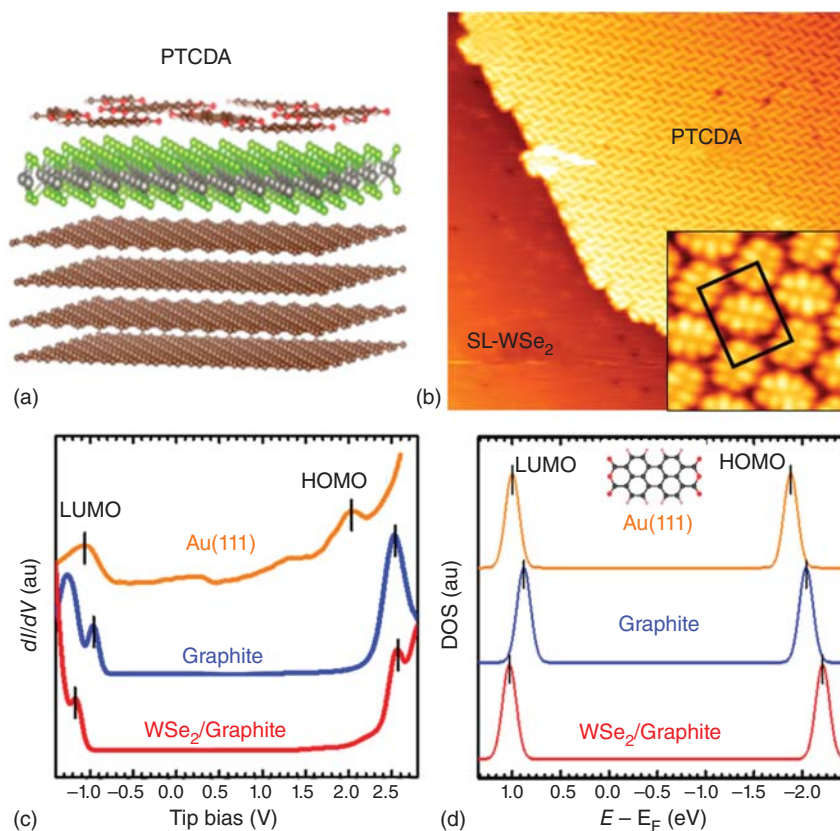 PTCDA
(a)
PTCDA
SL-WSe₂
(b)
LUMO
HOMO
Au(111)
Graphite
WSe₂/Graphite
dI/dV (au)
−1.0 −0.5 0.0 0.5 1.0 1.5 2.0 2.5
Tip bias (V)
(c)
LUMO
HOMO
Au(111)
Graphite
WSe₂/Graphite
DOS (au)
1.0 0.5 0.0 −0.5 −1.0 −1.5 −2.0
E − E_F (eV)
(d)